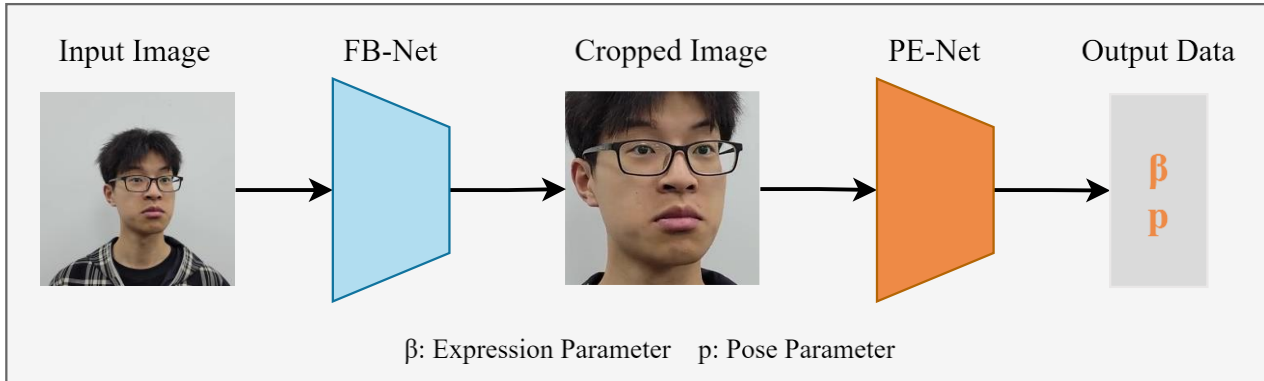 Input Image FB-Net Cropped Image PE-Net Output Data
β
p
β: Expression Parameter p: Pose Parameter